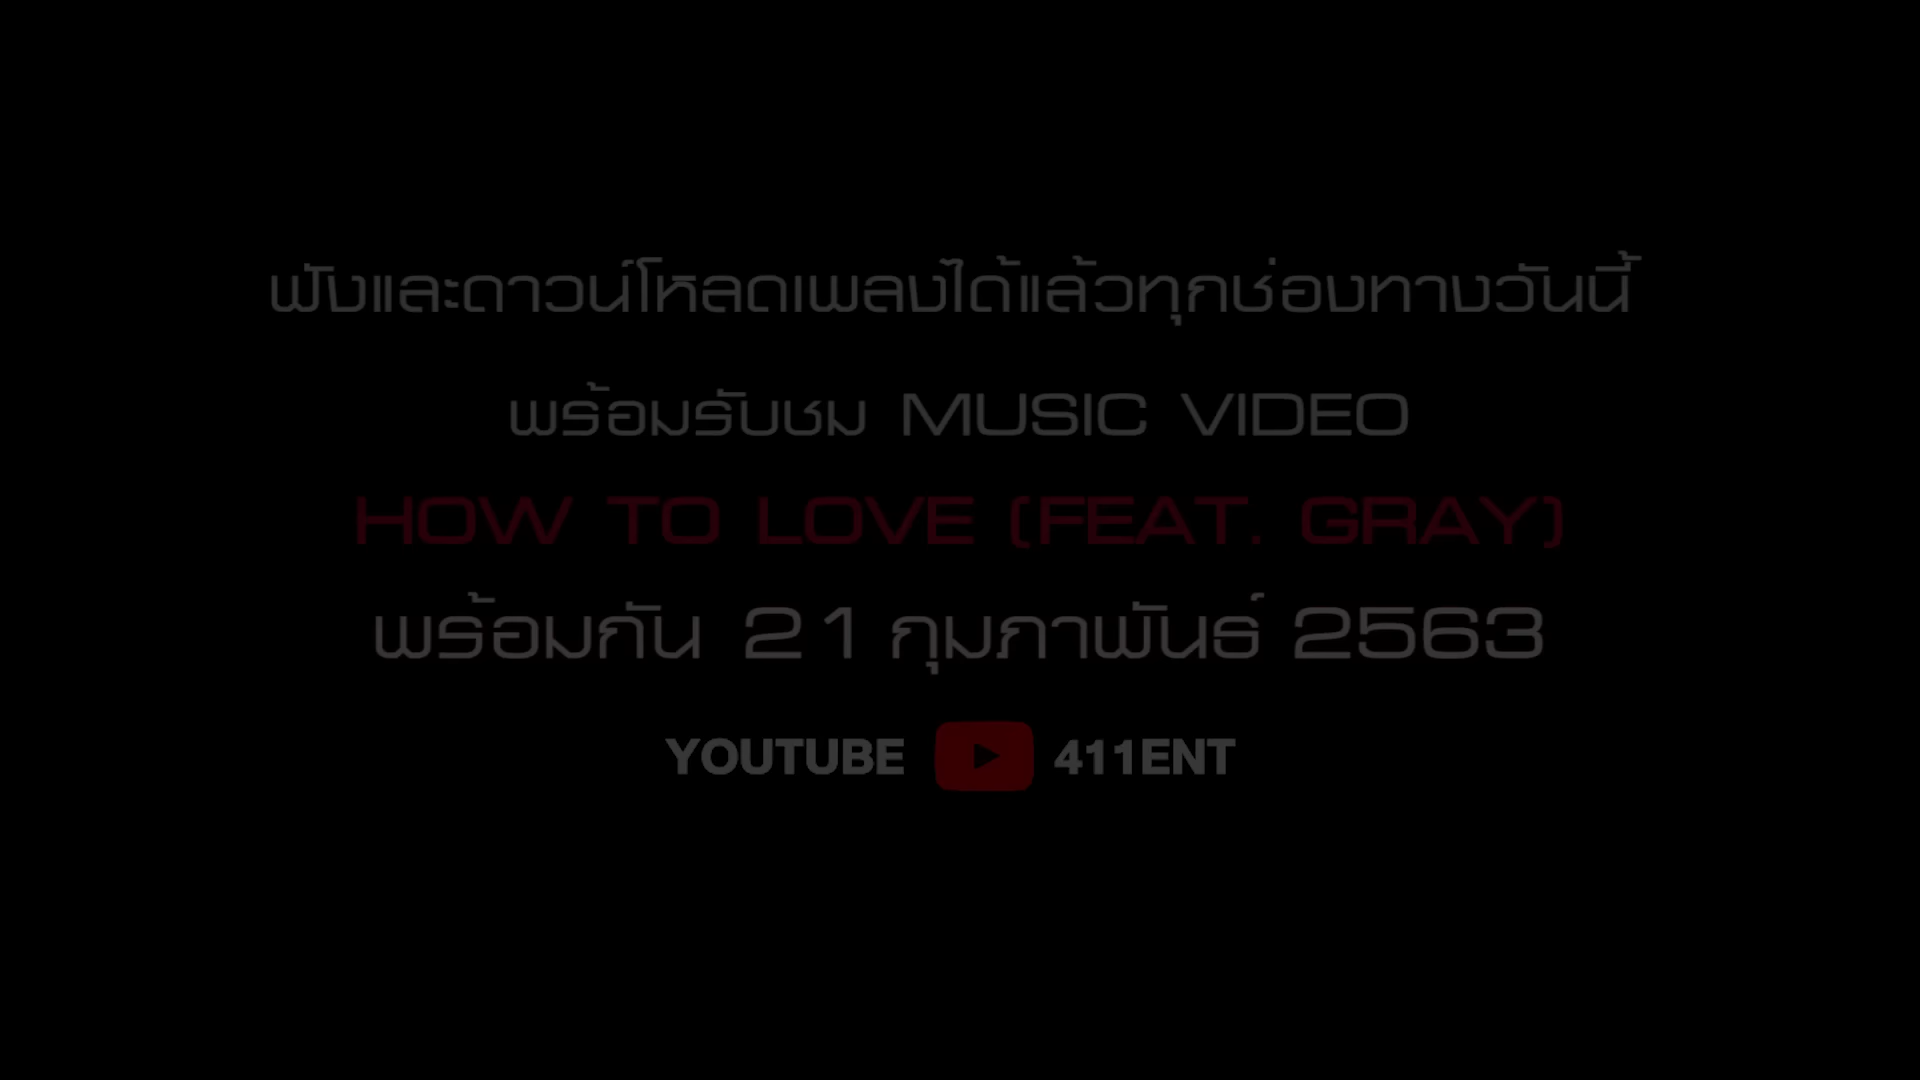 ฟังและดาวน์โหลดเพลงได้แล้วทุกช่องทางวันนี้
พร้อมรับชม MUSIC VIDEO
HOW TO LOVE (FEAT. GRAY)
พร้อมกัน 21 กุมภาพันธ์ 2563
YOUTUBE 411ENT